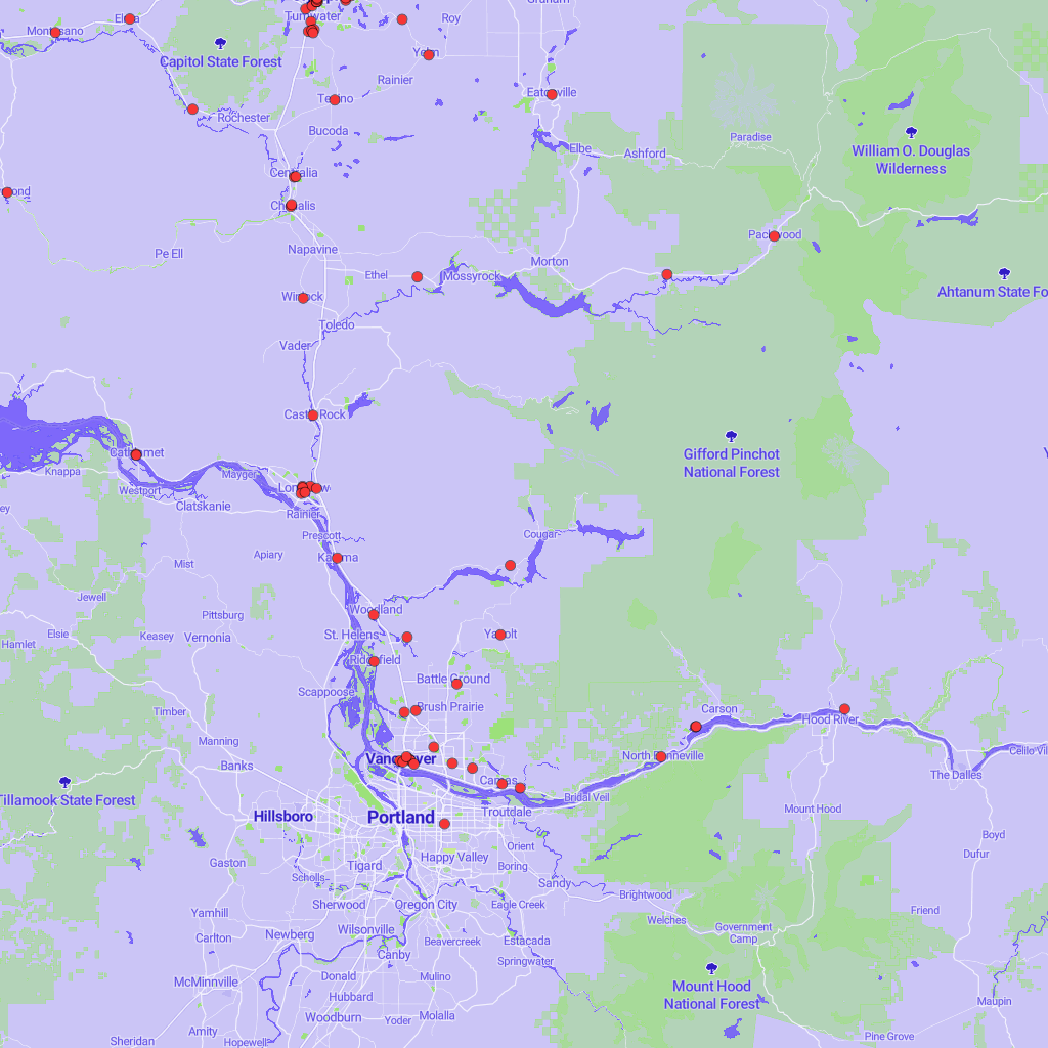 Graham
Elma
Tumwater
Roy
Montesano
Yelm
Capitol State Forest
Rainier
Eatonville
Tenino
Rochester
Bucoda
Paradise
Elbe
Ashford
William O. Douglas
Wilderness
Centralia
Chehalis
Packwood
Napavine
Pe Ell
Morton
Ethel
Mossyrock
Ahtanum State Fo
Winlock
Toledo
Vader
Castle Rock
Gifford Pinchot
National Forest
Cathlamet
Knappa
Mayger
Westport
Longview
Clatskanie
Rainier
Prescott
Cougar
Kalama
Apiary
Mist
Jewell
Woodland
Pittsburg
St. Helens
Yacolt
Elsie
Keasey
Vernonia
Hamlet
Ridgefield
Battle Ground
Scappoose
Brush Prairie
Carson
Timber
Hood River
Manning
North Bonneville
Celilo Vil
Vancouver
Banks
The Dalles
Camas
Tillamook State Forest
Bridal Veil
Hillsboro
Portland
Troutdale
Mount Hood
Boyd
Orient
Dufur
Gaston
Tigard
Happy Valley
Boring
Scholls
Sandy
Brightwood
Sherwood
Oregon City
Eagle Creek
Yamhill
Welches
Friend
Government
Camp
Wilsonville
Newberg
Carlton
Beavercreek
Estacada
Canby
Springwater
McMinnville
Donald
Mulino
Mount Hood
National Forest
Hubbard
Maupin
Woodburn
Yoder
Molalla
Amity
Pine Grove
Sheridan
Hopewell